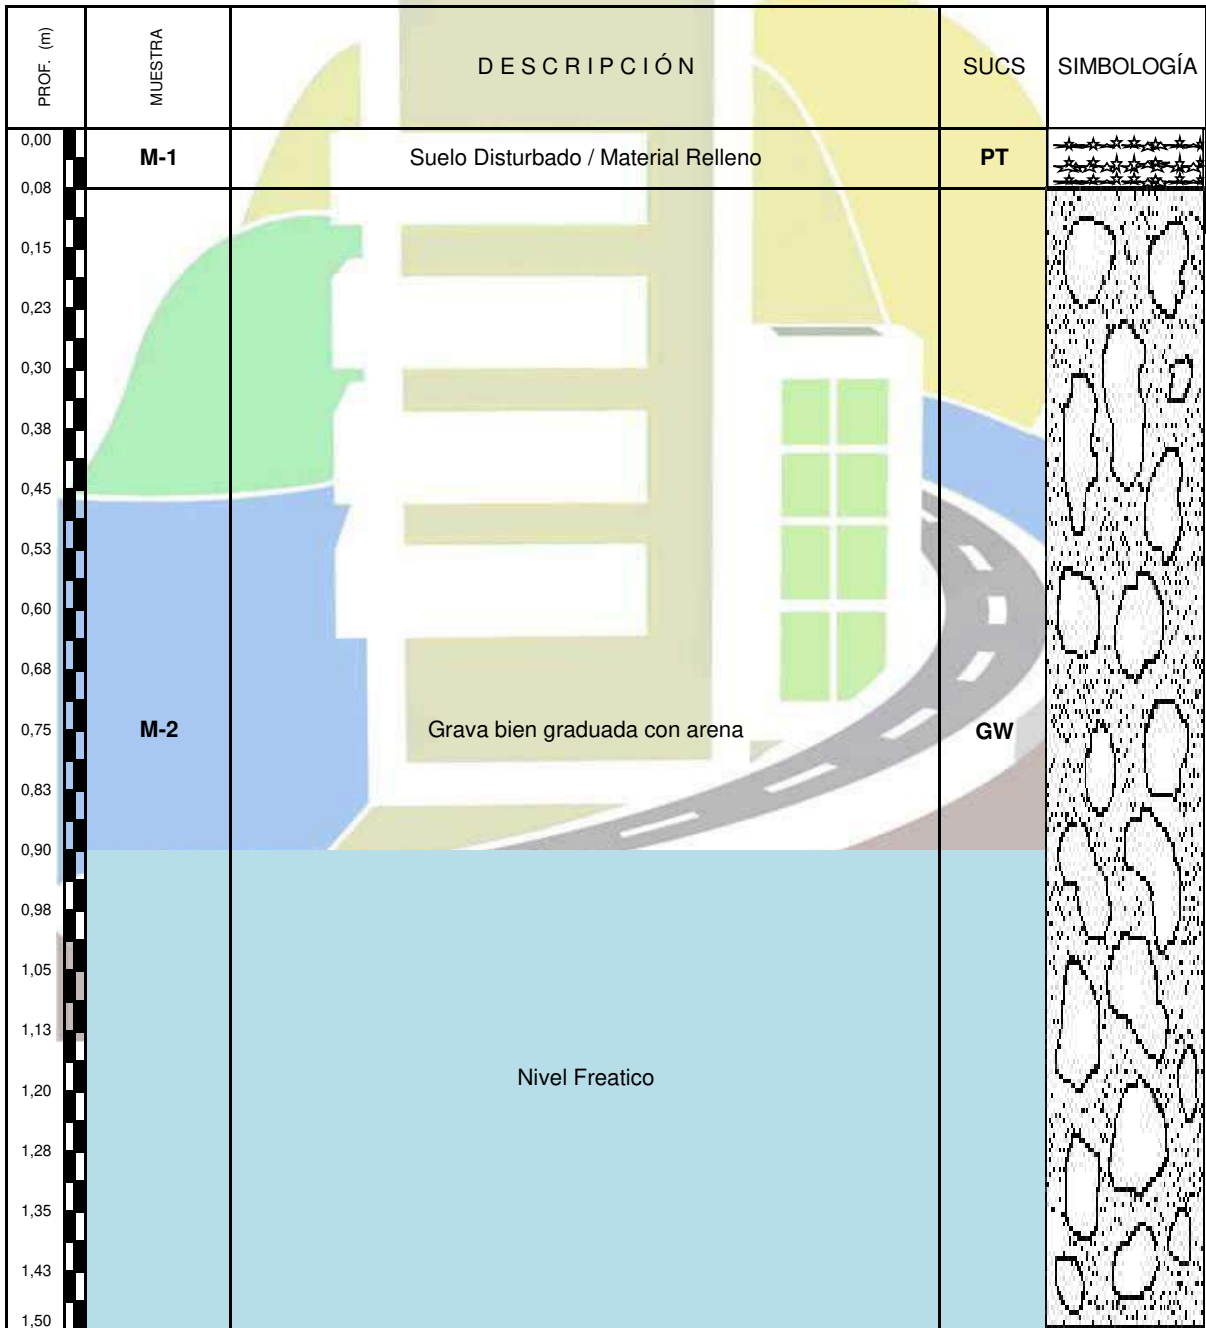 PROF. (m)
MUESTRA
DESCRIPCIÓN
SUCS
SIMBOLOGÍA
0,00
M-1
Suelo Disturbado / Material Relleno
PT
0,08
0,15
0,23
0,30
0,38
0,45
0,53
0,60
0,68
0,75
M-2
Grava bien graduada con arena
GW
0,83
0,90
0,98
1,05
1,13
Nivel Freatico
1,20
1,28
1,35
1,43
1,50